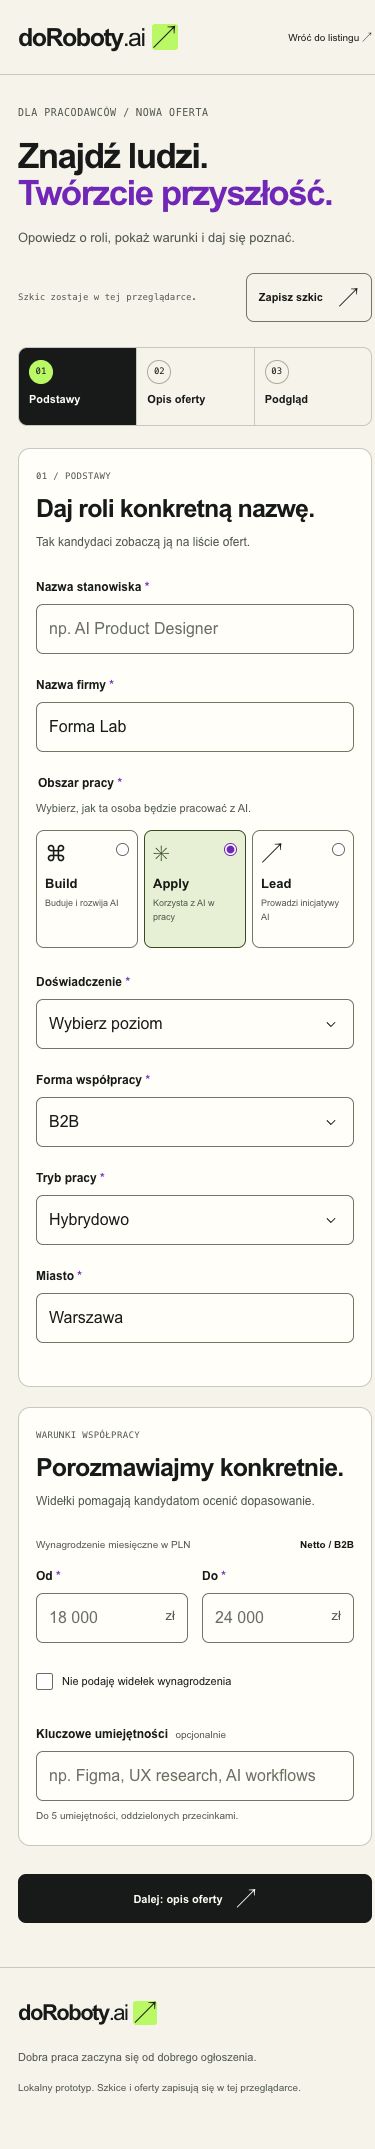 doRoboty.ai
Wróć do listingu
DLA PRACODAWCÓW / NOWA OFERTA
Znajdź ludzi.
Twórzcie przyszłość.
Opowiedz o roli, pokaż warunki i daj się poznać.
Szkic zostaje w tej przeglądarce.
Zapisz szkic
01
02
03
Podstawy
Opis oferty
Podgląd
01 / PODSTAWY
Daj roli konkretną nazwę.
Tak kandydaci zobaczą ją na liście ofert.
Nazwa stanowiska *
np. AI Product Designer
Nazwa firmy *
Forma Lab
Obszar pracy *
Wybierz, jak ta osoba będzie pracować z AI.
Build
Buduje i rozwija AI
Apply
Korzysta z AI w
pracy
Lead
Prowadzi inicjatywy
AI
Doświadczenie *
Wybierz poziom
Forma współpracy *
B2B
Tryb pracy *
Hybrydowo
Miasto *
Warszawa
WARUNKI WSPÓŁPRACY
Porozmawiajmy konkretnie.
Widełki pomagają kandydatom ocenić dopasowanie.
Wynagrodzenie miesięczne w PLN
Netto / B2B
Od *
Do *
18 000 zł
24 000 zł
Nie podaję widełek wynagrodzenia
Kluczowe umiejętności opcjonalnie
np. Figma, UX research, AI workflows
Do 5 umiejętności, oddzielonych przecinkami.
Dalej: opis oferty
doRoboty.ai
Dobra praca zaczyna się od dobrego ogłoszenia.
Lokalny prototyp. Szkice i oferty zapisują się w tej przeglądarce.